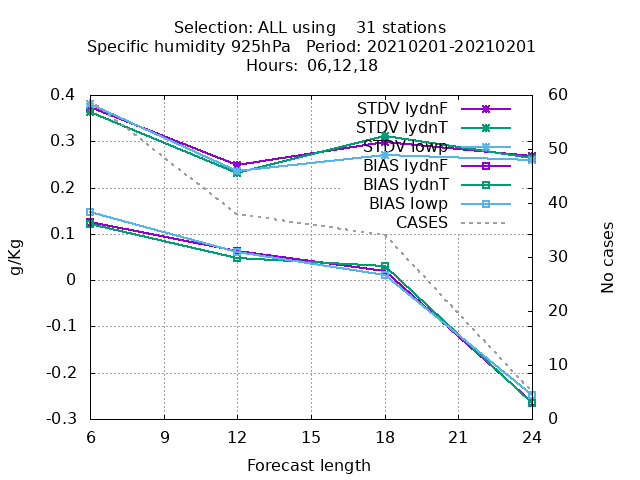 Selection: ALL using    31 stations
Specific humidity 925hPa   Period: 20210201-20210201
Hours: 06,12,18
0.4
0.3
0.2
0.1
0
-0.1
-0.2
-0.3
g/Kg
STDV lydnF
STDV lydnT
STDV lowp
BIAS lydnF
BIAS lydnT
BIAS lowp
CASES
60
50
40
30
20
10
0
No cases
6 9 12 15 18 21 24
Forecast length